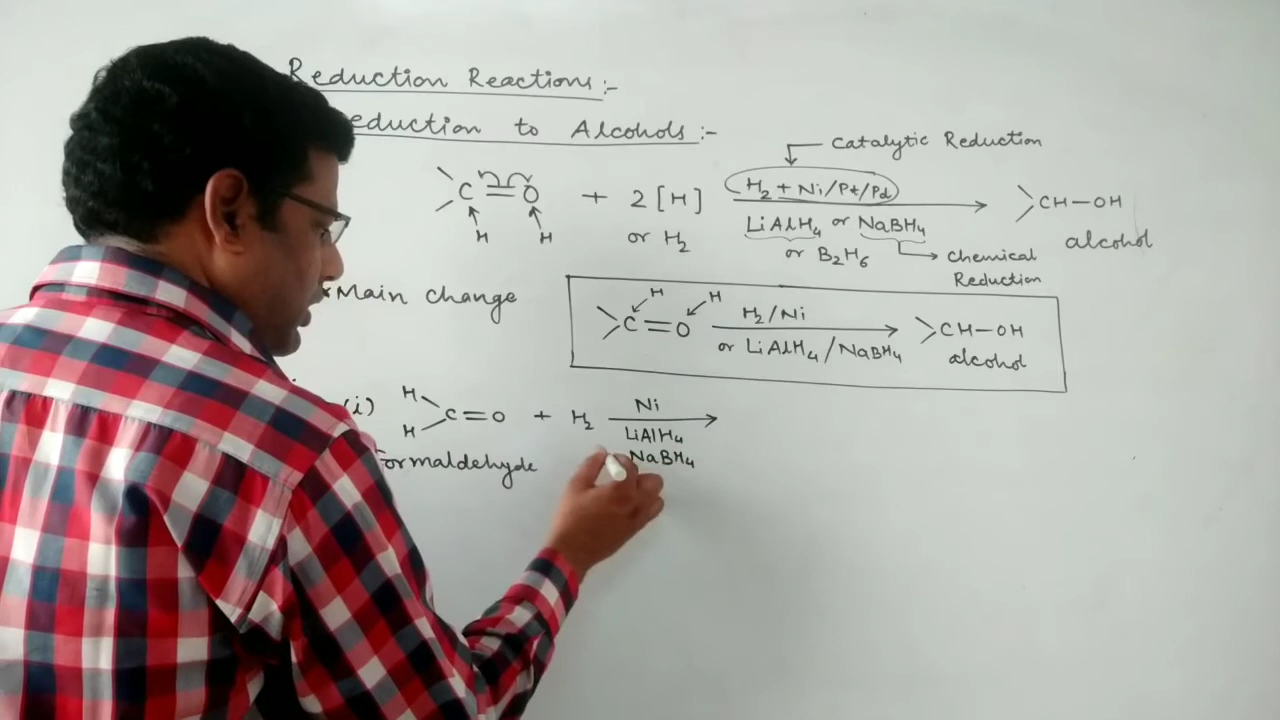 Reduction Reactions :-
eduction to Alcohols :-
Catalytic Reduction
C=O + 2[H] H2 + Ni/Pt/Pd CH-OH
H H or H2 LiAlH4 or NaBH4 alcohol
or B2H6 Chemical
Reduction
Main change
H H
C=O H2/Ni CH-OH
or LiAlH4/NaBH4 alcohol
(i) H H C=O + H2 Ni
LiAlH4
Formaldehyde NaBH4